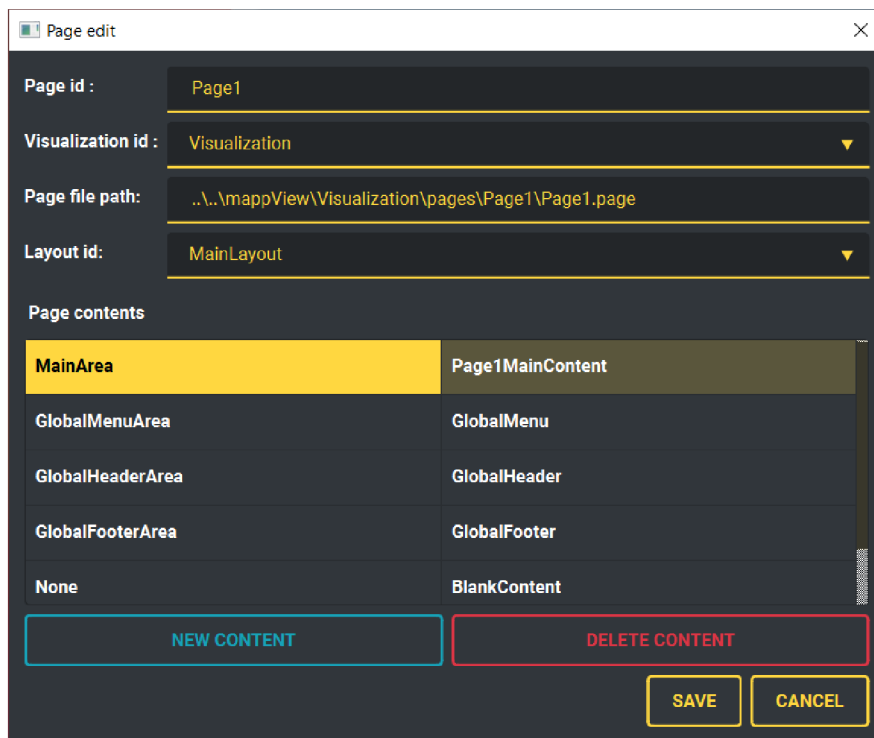 Page edit
Page id : Page1
Visualization id : Visualization
Page file path: ..\..\mappView\Visualization\pages\Page1\Page1.page
Layout id: MainLayout
Page contents
MainArea Page1MainContent
GlobalMenuArea GlobalMenu
GlobalHeaderArea GlobalHeader
GlobalFooterArea GlobalFooter
None BlankContent
NEW CONTENT DELETE CONTENT
SAVE CANCEL